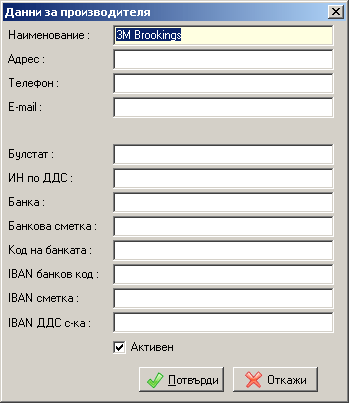 Данни за производителя
Наименование : 3M Brookings
Адрес :
Телефон :
E-mail :
Булстат :
ИН по ДДС :
Банка :
Банкова сметка :
Код на банката :
IBAN банков код :
IBAN сметка :
IBAN ДДС с-ка :
Активен
Потвърди Откажи